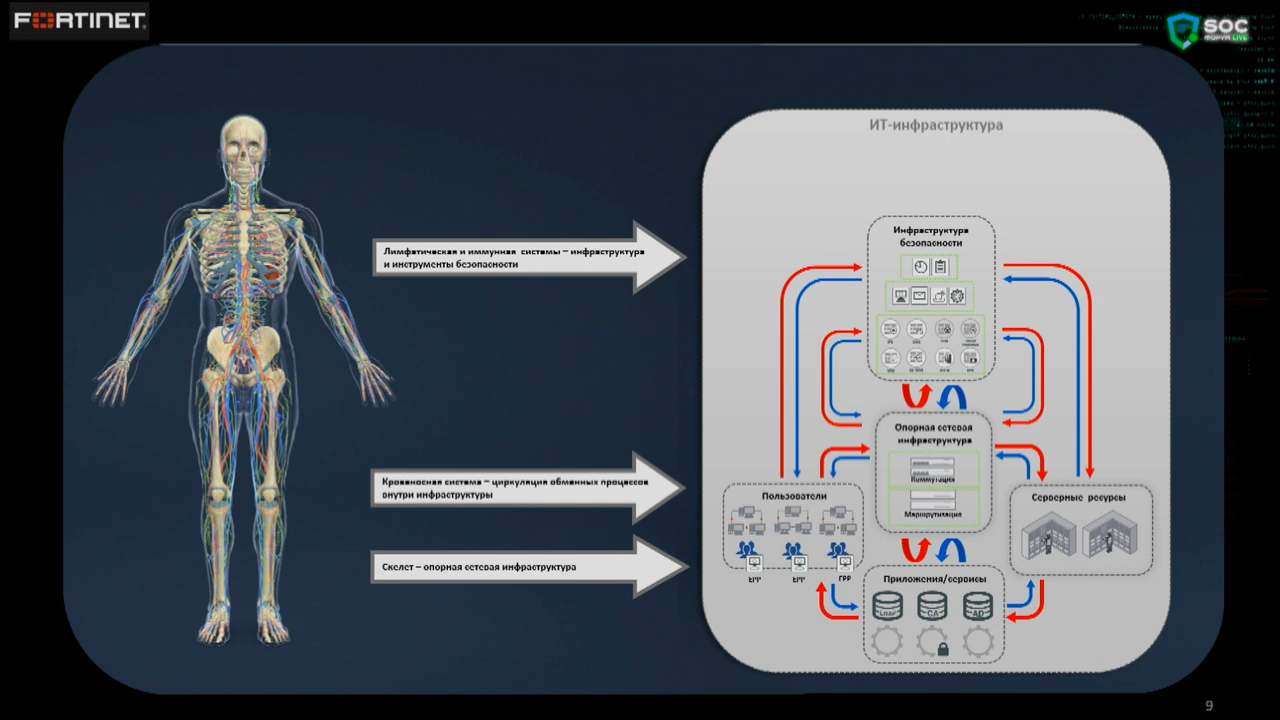 FORTINET
SOC
ФОРУМ LIVE
ИТ-инфраструктура
Лимфатическая и иммунная системы – инфраструктура
и инструменты безопасности
Кровеносная система – циркуляция обменных процессов
внутри инфраструктуры
Скелет – опорная сетевая инфраструктура
Инфраструктура
безопасности
Опорная сетевая
инфраструктура
Коммутация
Маршрутизация
Пользователи
EPP
EPP
EPP
Серверные ресурсы
Приложения/сервисы
CA
AD
9